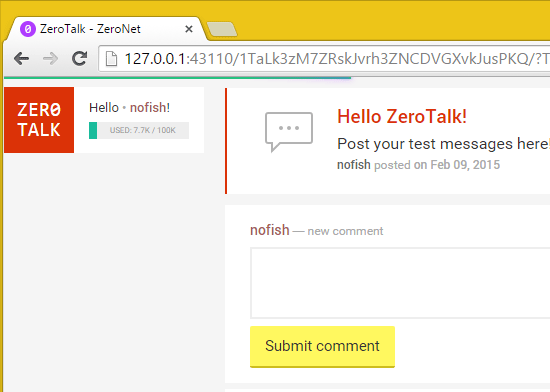 ZeroTalk - ZeroNet
127.0.0.1:43110/1TaLk3zM7ZRskJvrh3ZNCDVGXvkJusPKQ/?T
ZER0
TALK
Hello • nofish!
USED: 7.7K / 100K
Hello ZeroTalk!
Post your test messages here!
nofish posted on Feb 09, 2015
nofish — new comment
Submit comment